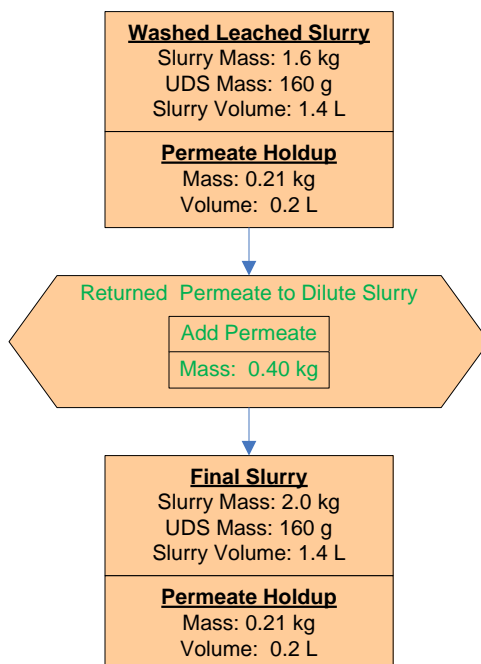 Washed Leached Slurry
Slurry Mass: 1.6 kg
UDS Mass: 160 g
Slurry Volume: 1.4 L
Permeate Holdup
Mass: 0.21 kg
Volume:  0.2 L
Returned  Permeate to Dilute Slurry
Add Permeate
Mass:  0.40 kg
Final Slurry
Slurry Mass: 2.0 kg
UDS Mass: 160 g
Slurry Volume: 1.4 L
Permeate Holdup
Mass: 0.21 kg
Volume: 0.2 L